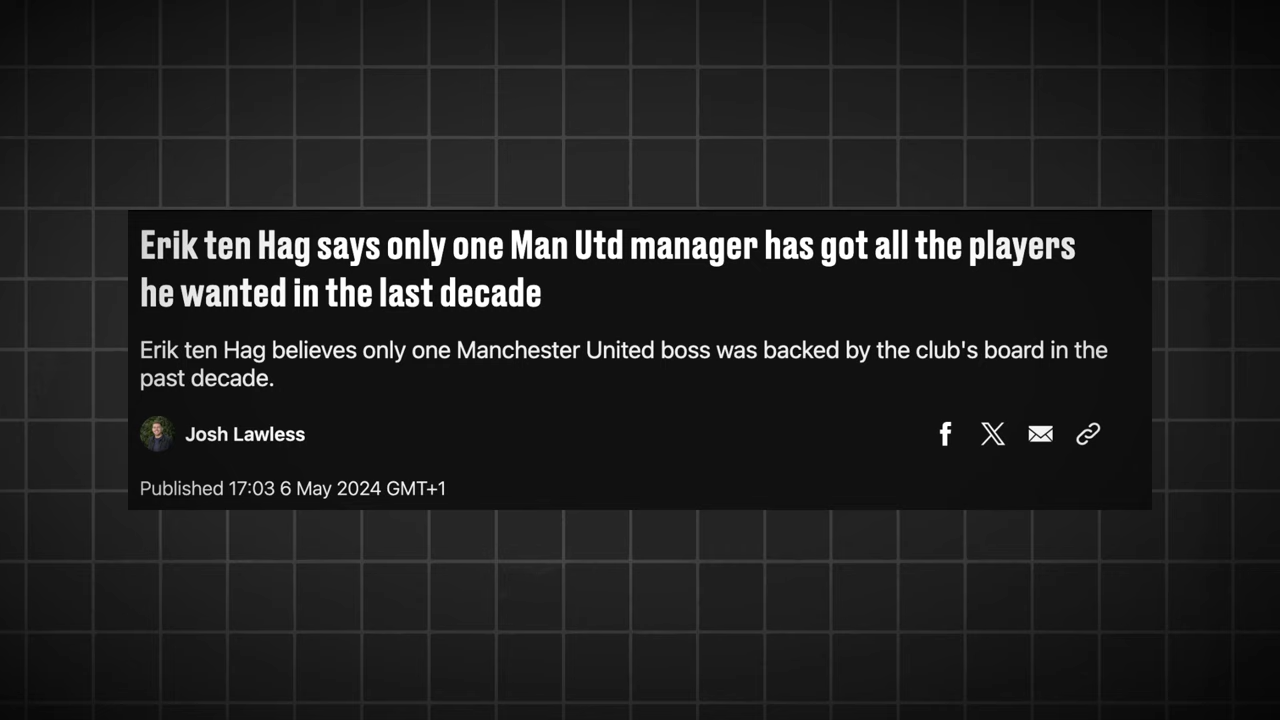 Erik ten Hag says only one Man Utd manager has got all the players
he wanted in the last decade
Erik ten Hag believes only one Manchester United boss was backed by the club's board in the
past decade.
Josh Lawless
Published 17:03 6 May 2024 GMT+1